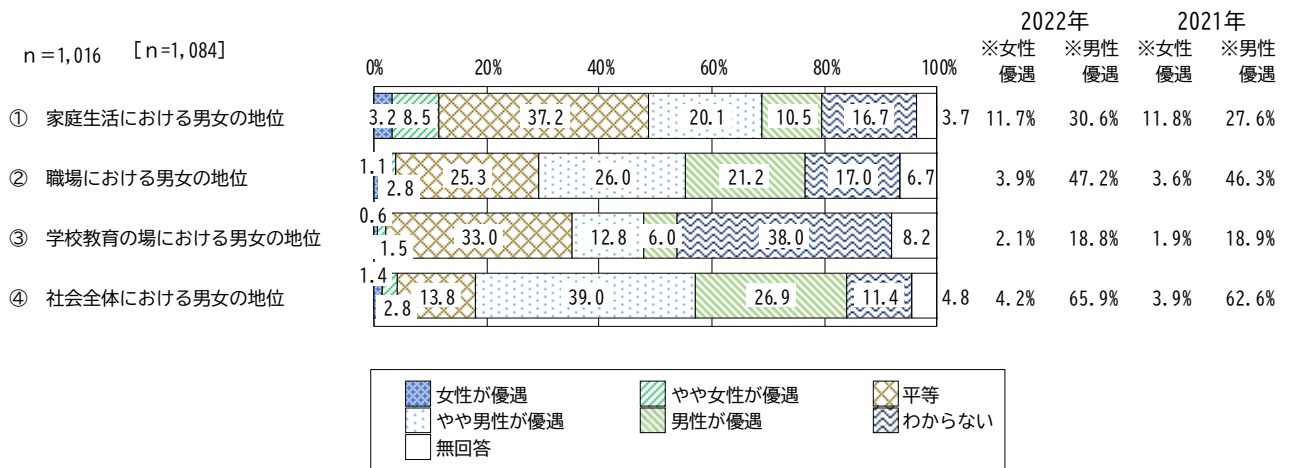 2022年 2021年
n=1,016 [n=1,084] ※女性 ※男性 ※女性 ※男性
優遇 優遇 優遇 優遇
0% 20% 40% 60% 80% 100%
① 家庭生活における男女の地位 3.2 8.5 37.2 20.1 10.5 16.7 3.7 11.7% 30.6% 11.8% 27.6%
② 職場における男女の地位 1.1 2.8 25.3 26.0 21.2 17.0 6.7 3.9% 47.2% 3.6% 46.3%
③ 学校教育の場における男女の地位 0.6 1.5 33.0 12.8 6.0 38.0 8.2 2.1% 18.8% 1.9% 18.9%
④ 社会全体における男女の地位 1.4 2.8 13.8 39.0 26.9 11.4 4.8 4.2% 65.9% 3.9% 62.6%
女性が優遇 やや女性が優遇 平等
やや男性が優遇 男性が優遇 わからない
無回答